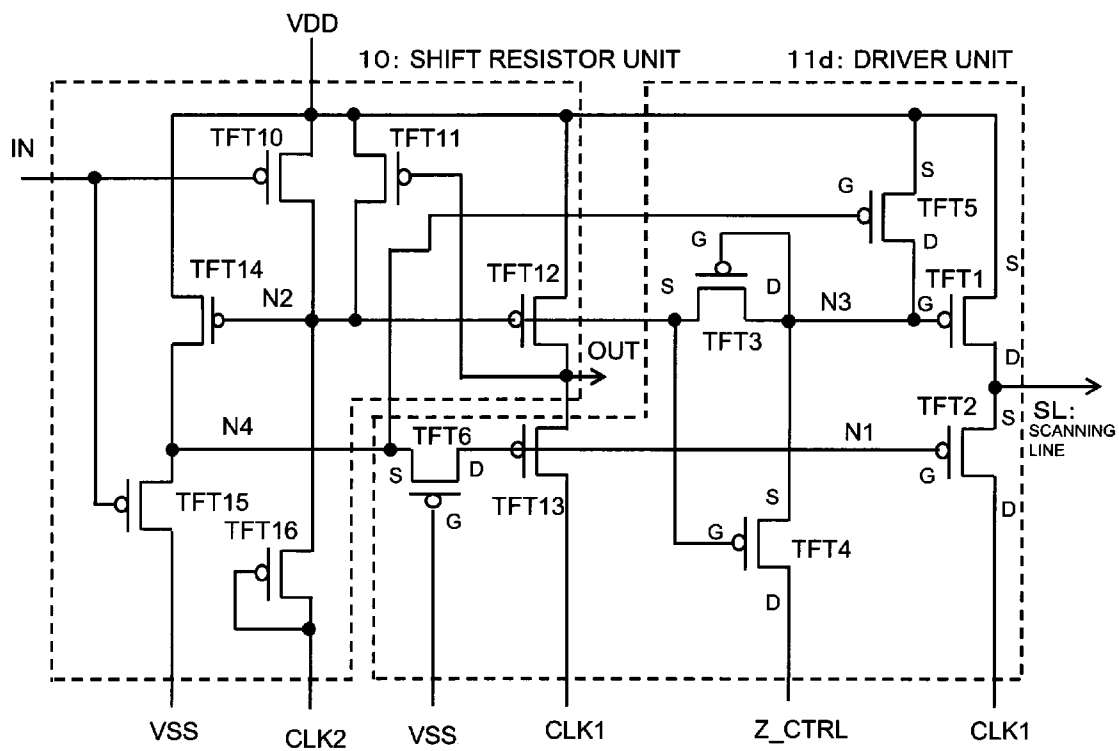 VDD
10: SHIFT RESISTOR UNIT
11d: DRIVER UNIT
IN
TFT10
TFT11
S
G
TFT5
D
G
TFT14
N2
TFT12
S
D
N3
TFT1
S
G
TFT3
OUT
D
TFT2
S
SL:
SCANNING
LINE
N4
TFT6
N1
S
D
G
TFT15
G
TFT13
S
D
TFT16
G
TFT4
D
VSS
CLK2
VSS
CLK1
Z_CTRL
CLK1